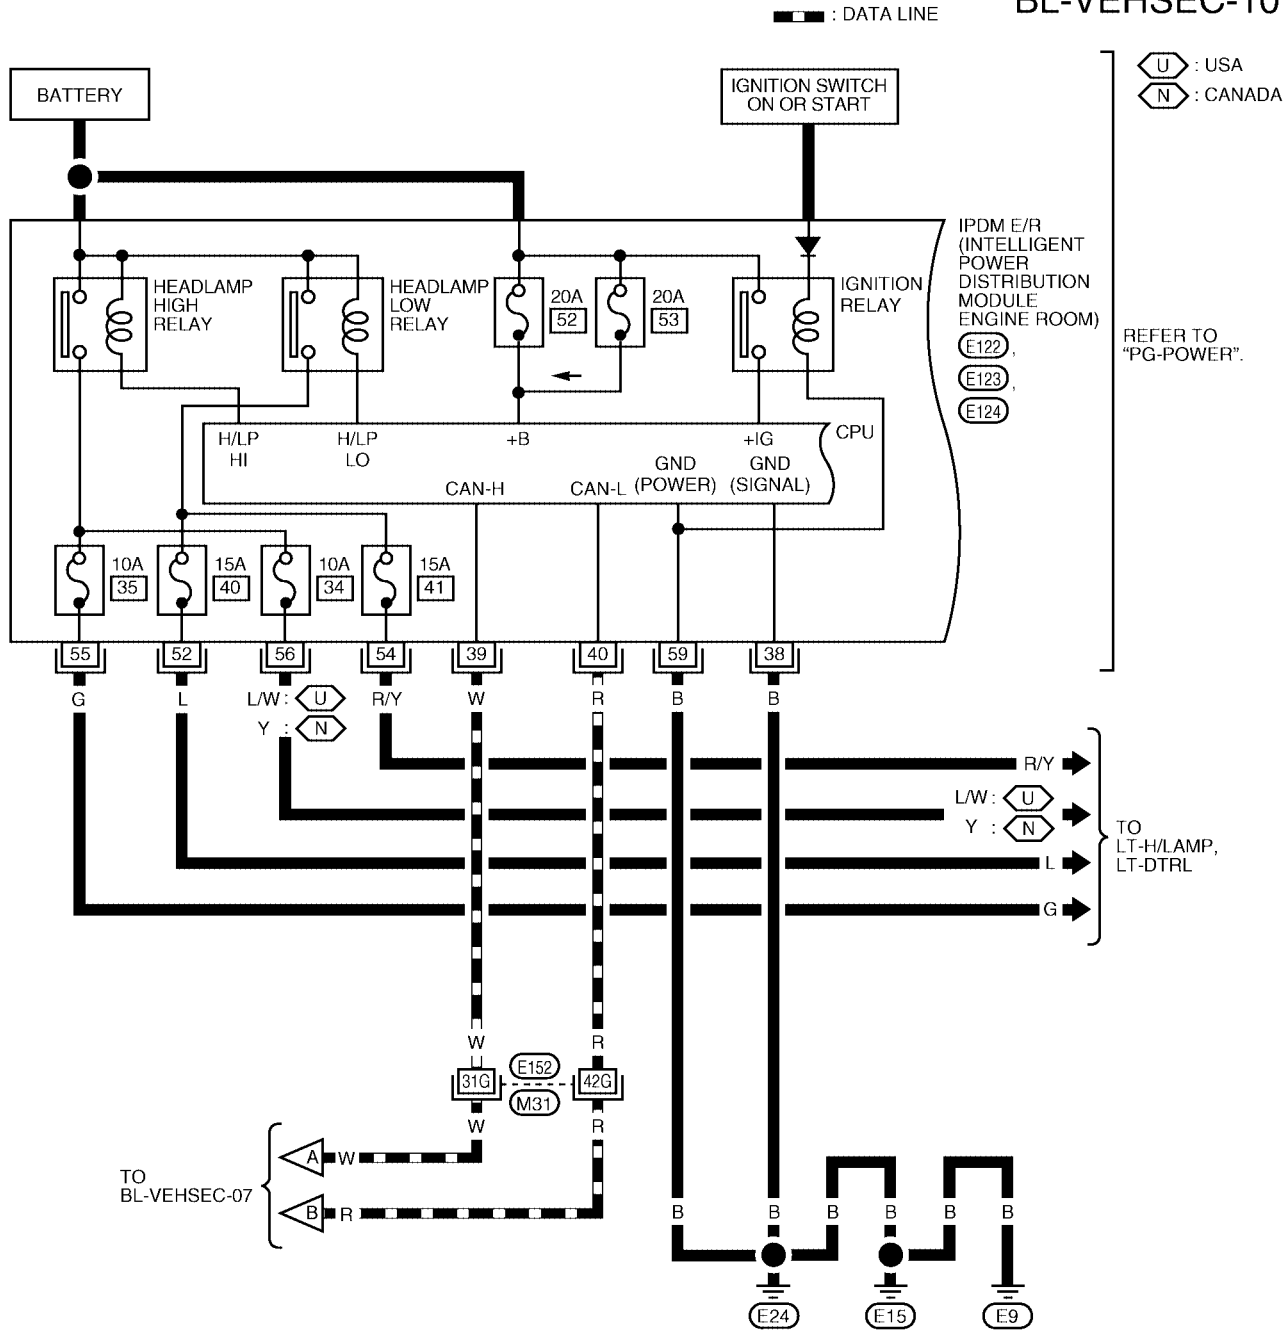 BL-VEHSEC-10
: DATA LINE
U : USA
N : CANADA
BATTERY
IGNITION SWITCH
ON OR START
IPDM E/R
(INTELLIGENT
POWER
DISTRIBUTION
MODULE
ENGINE ROOM)
E122 ,
E123 ,
E124
REFER TO
“PG-POWER”.
HEADLAMP
HIGH
RELAY
HEADLAMP
LOW
RELAY
20A
52
20A
53
IGNITION
RELAY
H/LP
HI
H/LP
LO
+B
+IG
CPU
CAN-H
CAN-L
GND
(POWER)
GND
(SIGNAL)
10A
35
15A
40
10A
34
15A
41
55 52 56 54 39 40 59 38
G L L/W : U R/Y W R B B
Y : N
R/Y
L/W : U
Y : N
L
G
TO
LT-H/LAMP,
LT-DTRL
W R
31G E152 42G
M31
W R
A W
B R
TO
BL-VEHSEC-07
B B B B B B
E24 E15 E9